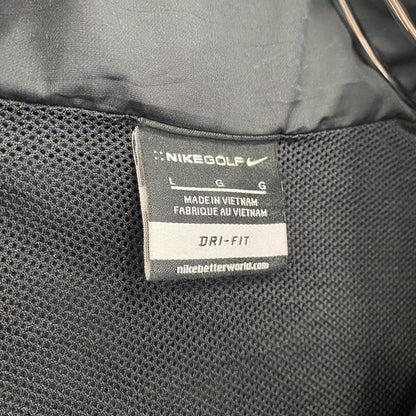 NIKEGOLF
L G G
MADE IN VIETNAM
FABRIQUE AU VIETNAM
DRI-FIT
nikebetterworld.com